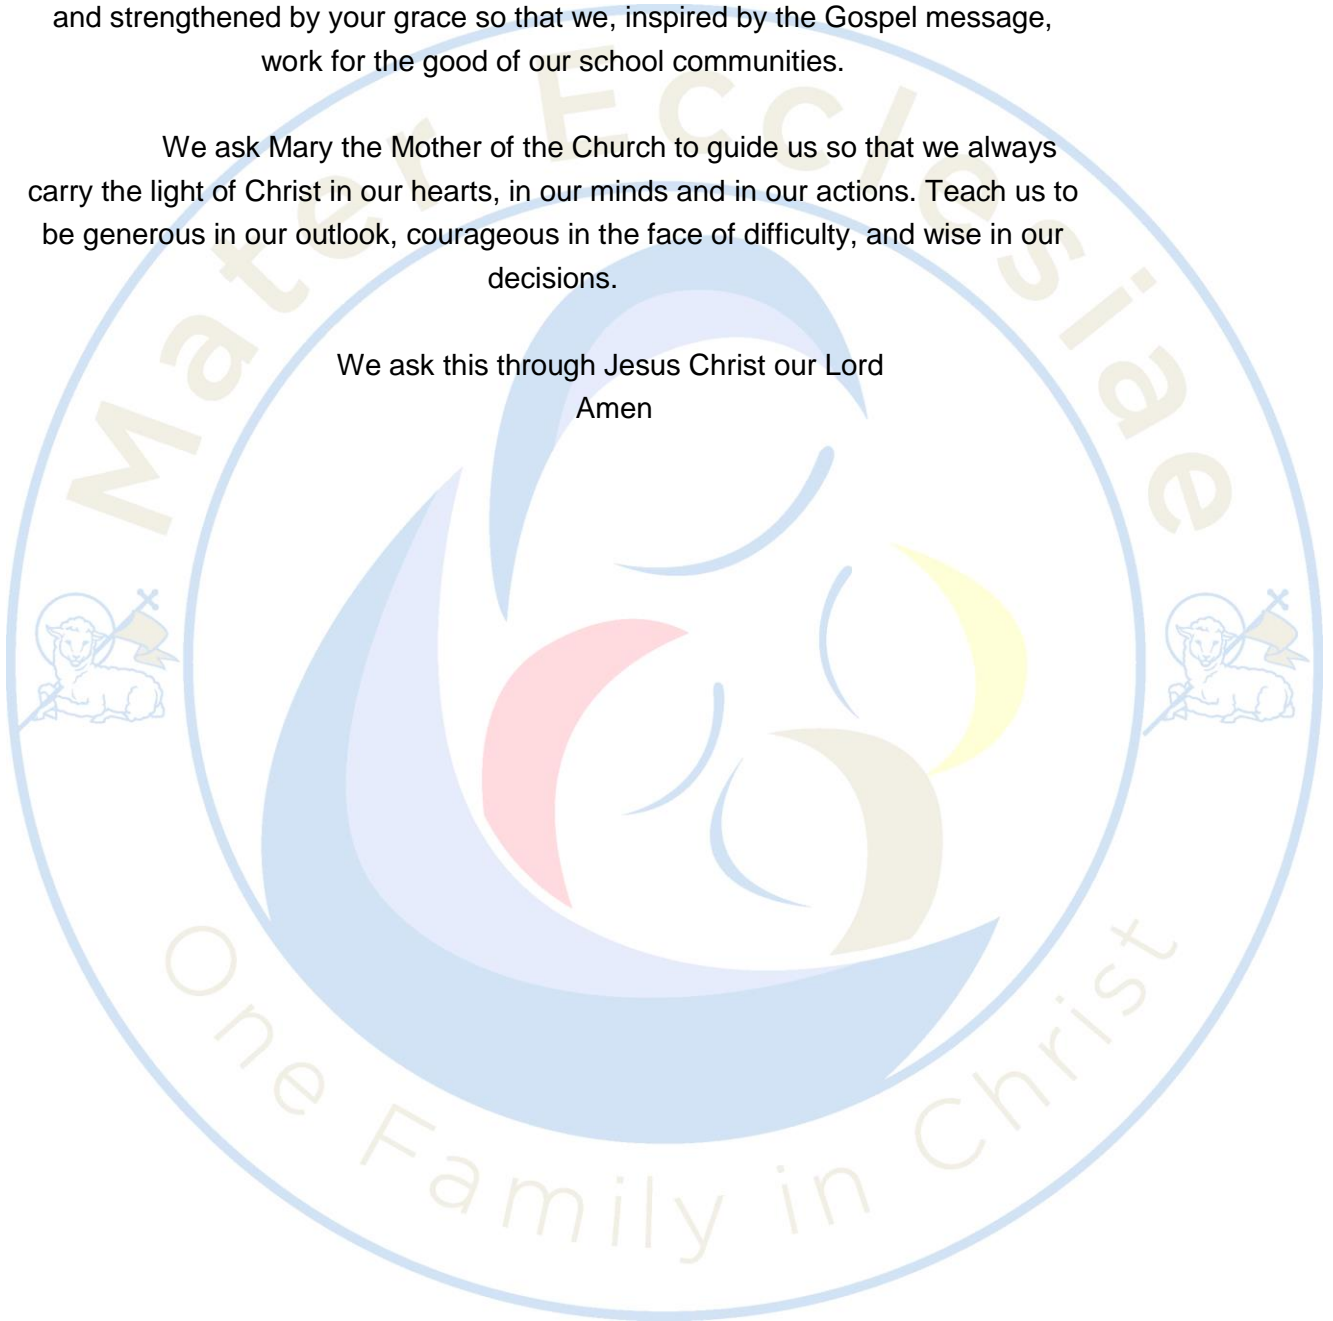 and strengthened by your grace so that we, inspired by the Gospel message,
work for the good of our school communities.
We ask Mary the Mother of the Church to guide us so that we always
carry the light of Christ in our hearts, in our minds and in our actions. Teach us to
be generous in our outlook, courageous in the face of difficulty, and wise in our
decisions.
We ask this through Jesus Christ our Lord
Amen
Mater Ecclesiae
One Family in Christ